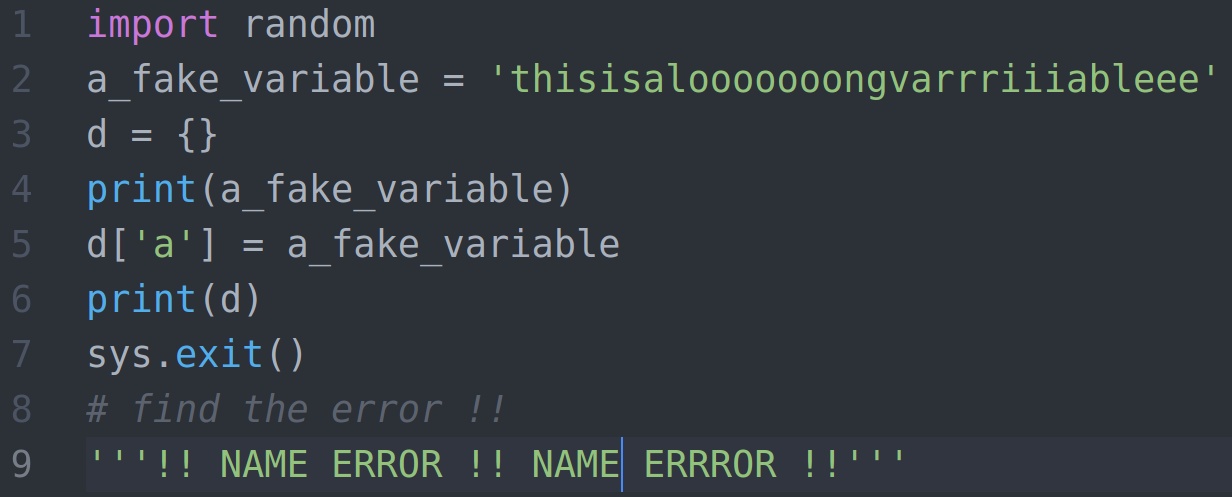 1 import random
2 a_fake_variable = 'thisisaloooooooongvarrriiiiableee'
3 d = {}
4 print(a_fake_variable)
5 d['a'] = a_fake_variable
6 print(d)
7 sys.exit()
8 # find the error !!
9 '''!! NAME ERROR !! NAME ERRROR !!'''